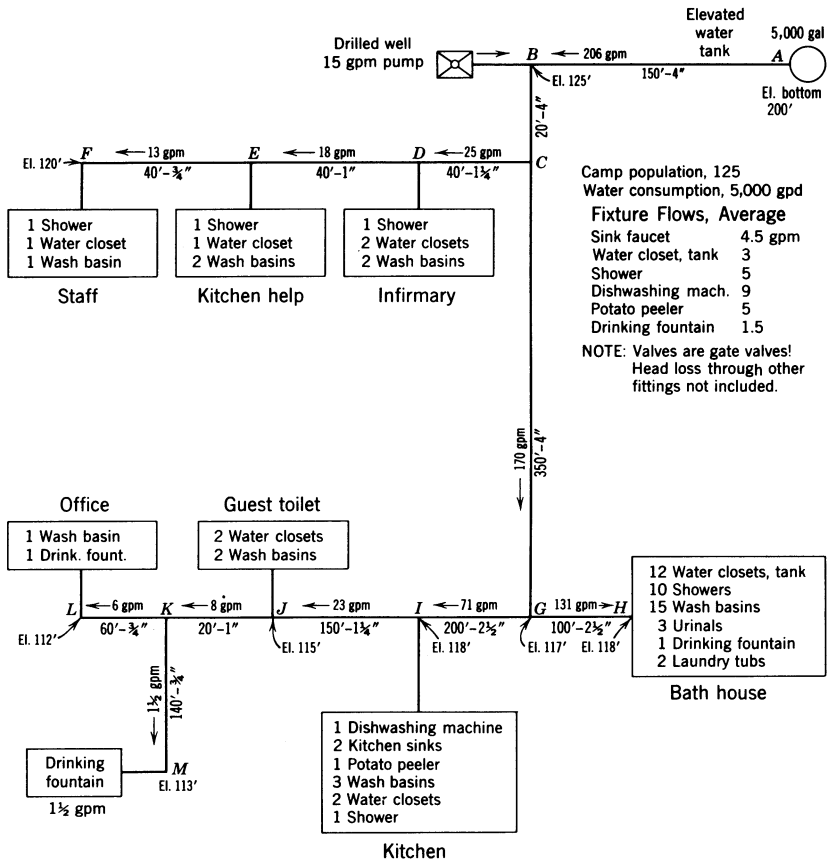 Elevated
water
tank
5,000 gal
Drilled well
15 gpm pump
B
206 gpm
A
150'-4"
El. 125'
El. bottom
200'
20'-4"
F
13 gpm
E
18 gpm
D
25 gpm
C
El. 120'
40'-¾"
40'-1"
40'-1¼"
Camp population, 125
Water consumption, 5,000 gpd
Fixture Flows, Average
Sink faucet 4.5 gpm
Water closet, tank 3
Shower 5
Dishwashing mach. 9
Potato peeler 5
Drinking fountain 1.5
NOTE: Valves are gate valves!
Head loss through other
fittings not included.
1 Shower
1 Water closet
1 Wash basin
Staff
1 Shower
1 Water closet
2 Wash basins
Kitchen help
1 Shower
2 Water closets
2 Wash basins
Infirmary
170 gpm
350'-4"
Office
1 Wash basin
1 Drink. fount.
Guest toilet
2 Water closets
2 Wash basins
L
6 gpm
K
8 gpm
J
23 gpm
I
71 gpm
G
131 gpm
H
60'-¾"
20'-1"
150'-1¼"
200'-2½"
100'-2½"
El. 112'
El. 115'
El. 118'
El. 117'
El. 118'
12 Water closets, tank
10 Showers
15 Wash basins
3 Urinals
1 Drinking fountain
2 Laundry tubs
Bath house
1½ gpm
140'-¾"
Drinking
fountain
M
El. 113'
1½ gpm
1 Dishwashing machine
2 Kitchen sinks
1 Potato peeler
3 Wash basins
2 Water closets
1 Shower
Kitchen